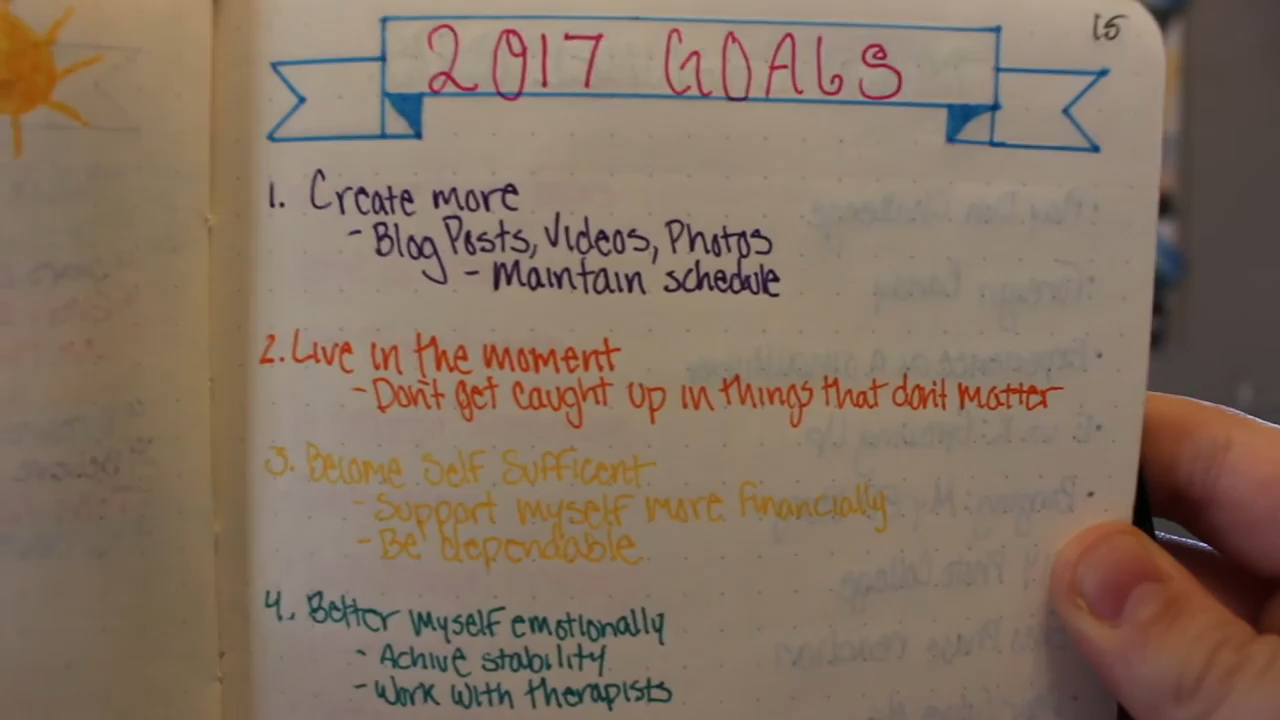 15
2017 GOALS
1. Create more
- Blog Posts, Videos, Photos
- Maintain schedule
2. Live in the moment
- Don't get caught up in things that don't matter
3. Become Self Sufficent
- Support myself more financially
- Be dependable
4. Better myself emotionally
- Achive stability
- Work with therapists